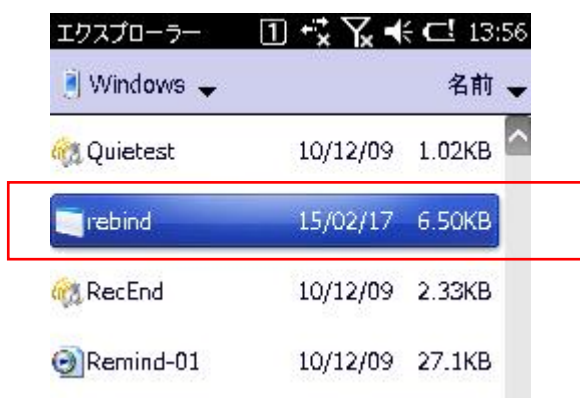 エクスプローラー 1 13:56
Windows 名前
Quietest 10/12/09 1.02KB
rebind 15/02/17 6.50KB
RecEnd 10/12/09 2.33KB
Remind-01 10/12/09 27.1KB